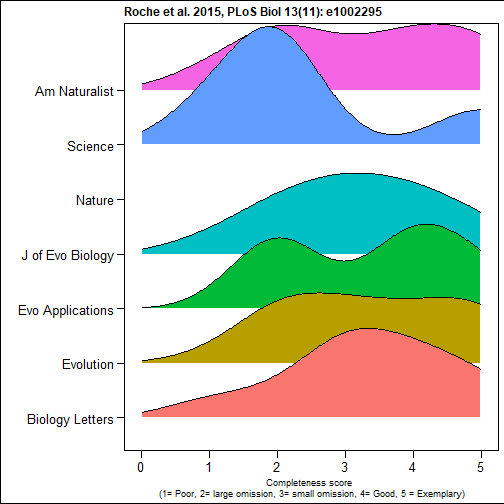 Roche et al. 2015, PLoS Biol 13(11): e1002295
Am Naturalist
Science
Nature
J of Evo Biology
Evo Applications
Evolution
Biology Letters
0 1 2 3 4 5
Completeness score
(1= Poor, 2= large omission, 3= small omission, 4= Good, 5 = Exemplary)